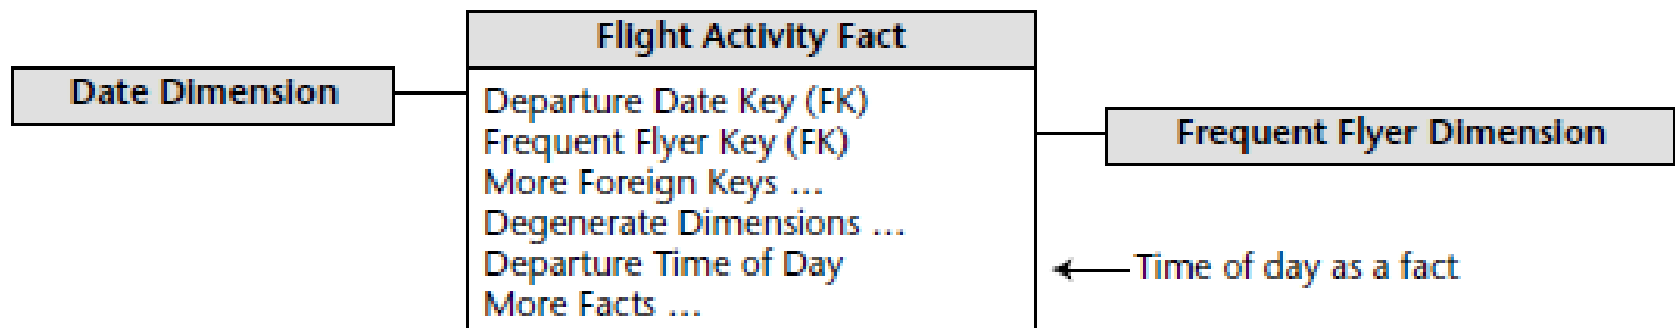 Flight Activity Fact
Date Dimension
Departure Date Key (FK)
Frequent Flyer Key (FK)
More Foreign Keys ...
Degenerate Dimensions ...
Departure Time of Day
More Facts ...
Frequent Flyer Dimension
Time of day as a fact